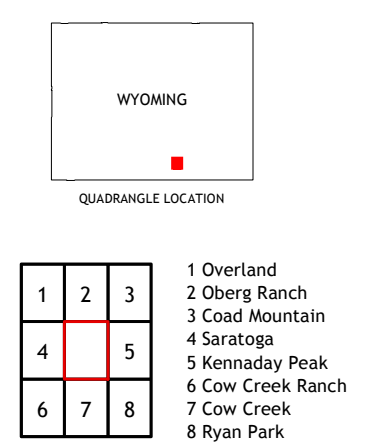 WYOMING
QUADRANGLE LOCATION
1 2 3
4 5
6 7 8
1 Overland
2 Oberg Ranch
3 Coad Mountain
4 Saratoga
5 Kennaday Peak
6 Cow Creek Ranch
7 Cow Creek
8 Ryan Park